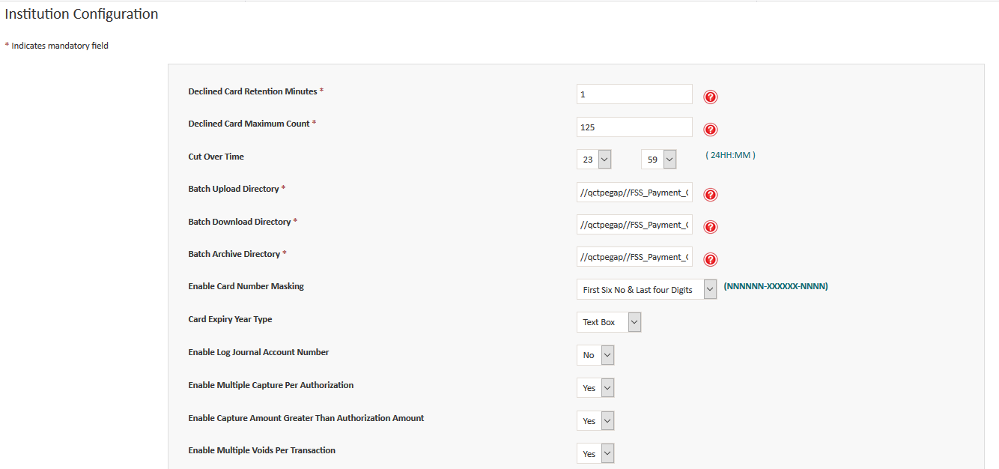 Institution Configuration
* Indicates mandatory field
Declined Card Retention Minutes * 1 ?
Declined Card Maximum Count * 125 ?
Cut Over Time 23 59 ( 24HH:MM )
Batch Upload Directory * //qctpegap//FSS_Payment_ ?
Batch Download Directory * //qctpegap//FSS_Payment_ ?
Batch Archive Directory * //qctpegap//FSS_Payment_ ?
Enable Card Number Masking First Six No & Last four Digits (NNNNNN-XXXXXX-NNNN)
Card Expiry Year Type Text Box
Enable Log Journal Account Number No
Enable Multiple Capture Per Authorization Yes
Enable Capture Amount Greater Than Authorization Amount Yes
Enable Multiple Voids Per Transaction Yes